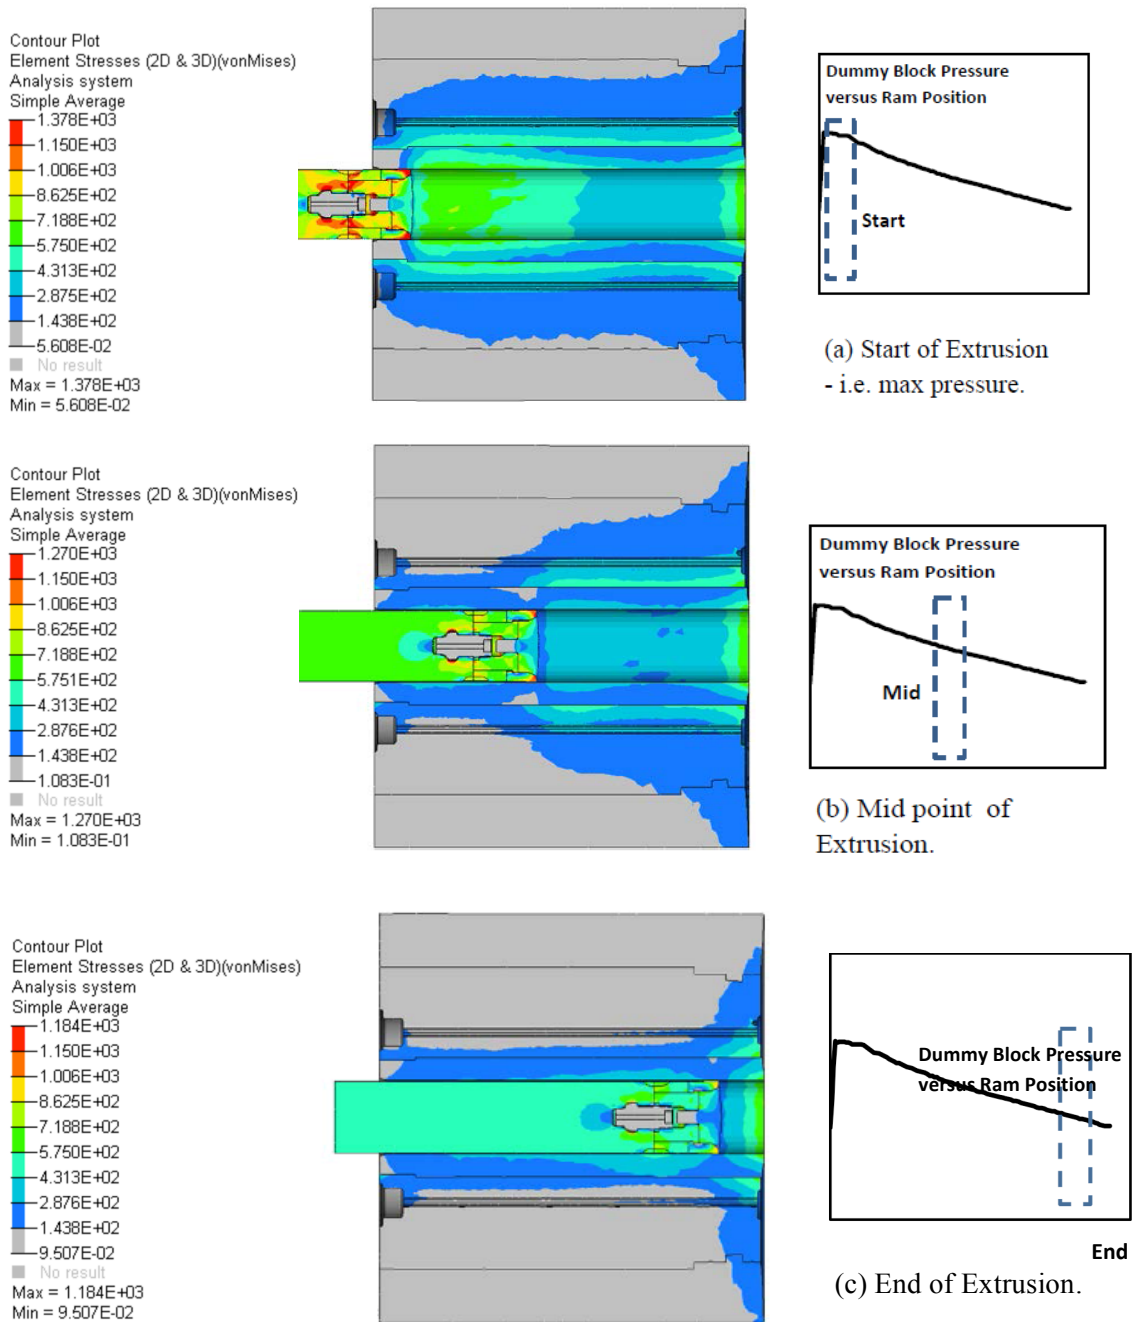 Contour Plot
Element Stresses (2D & 3D)(vonMises)
Analysis system
Simple Average
1.378E+03
1.150E+03
1.006E+03
8.625E+02
7.188E+02
5.750E+02
4.313E+02
2.875E+02
1.438E+02
5.608E-02
No result
Max = 1.378E+03
Min = 5.608E-02
Dummy Block Pressure
versus Ram Position
Start
(a) Start of Extrusion
- i.e. max pressure.
Contour Plot
Element Stresses (2D & 3D)(vonMises)
Analysis system
Simple Average
1.270E+03
1.150E+03
1.006E+03
8.625E+02
7.188E+02
5.751E+02
4.313E+02
2.876E+02
1.438E+02
1.083E-01
No result
Max = 1.270E+03
Min = 1.083E-01
Dummy Block Pressure
versus Ram Position
Mid
(b) Mid point of
Extrusion.
Contour Plot
Element Stresses (2D & 3D)(vonMises)
Analysis system
Simple Average
1.184E+03
1.150E+03
1.006E+03
8.625E+02
7.188E+02
5.750E+02
4.313E+02
2.876E+02
1.438E+02
9.507E-02
No result
Max = 1.184E+03
Min = 9.507E-02
Dummy Block Pressure
versus Ram Position
End
(c) End of Extrusion.